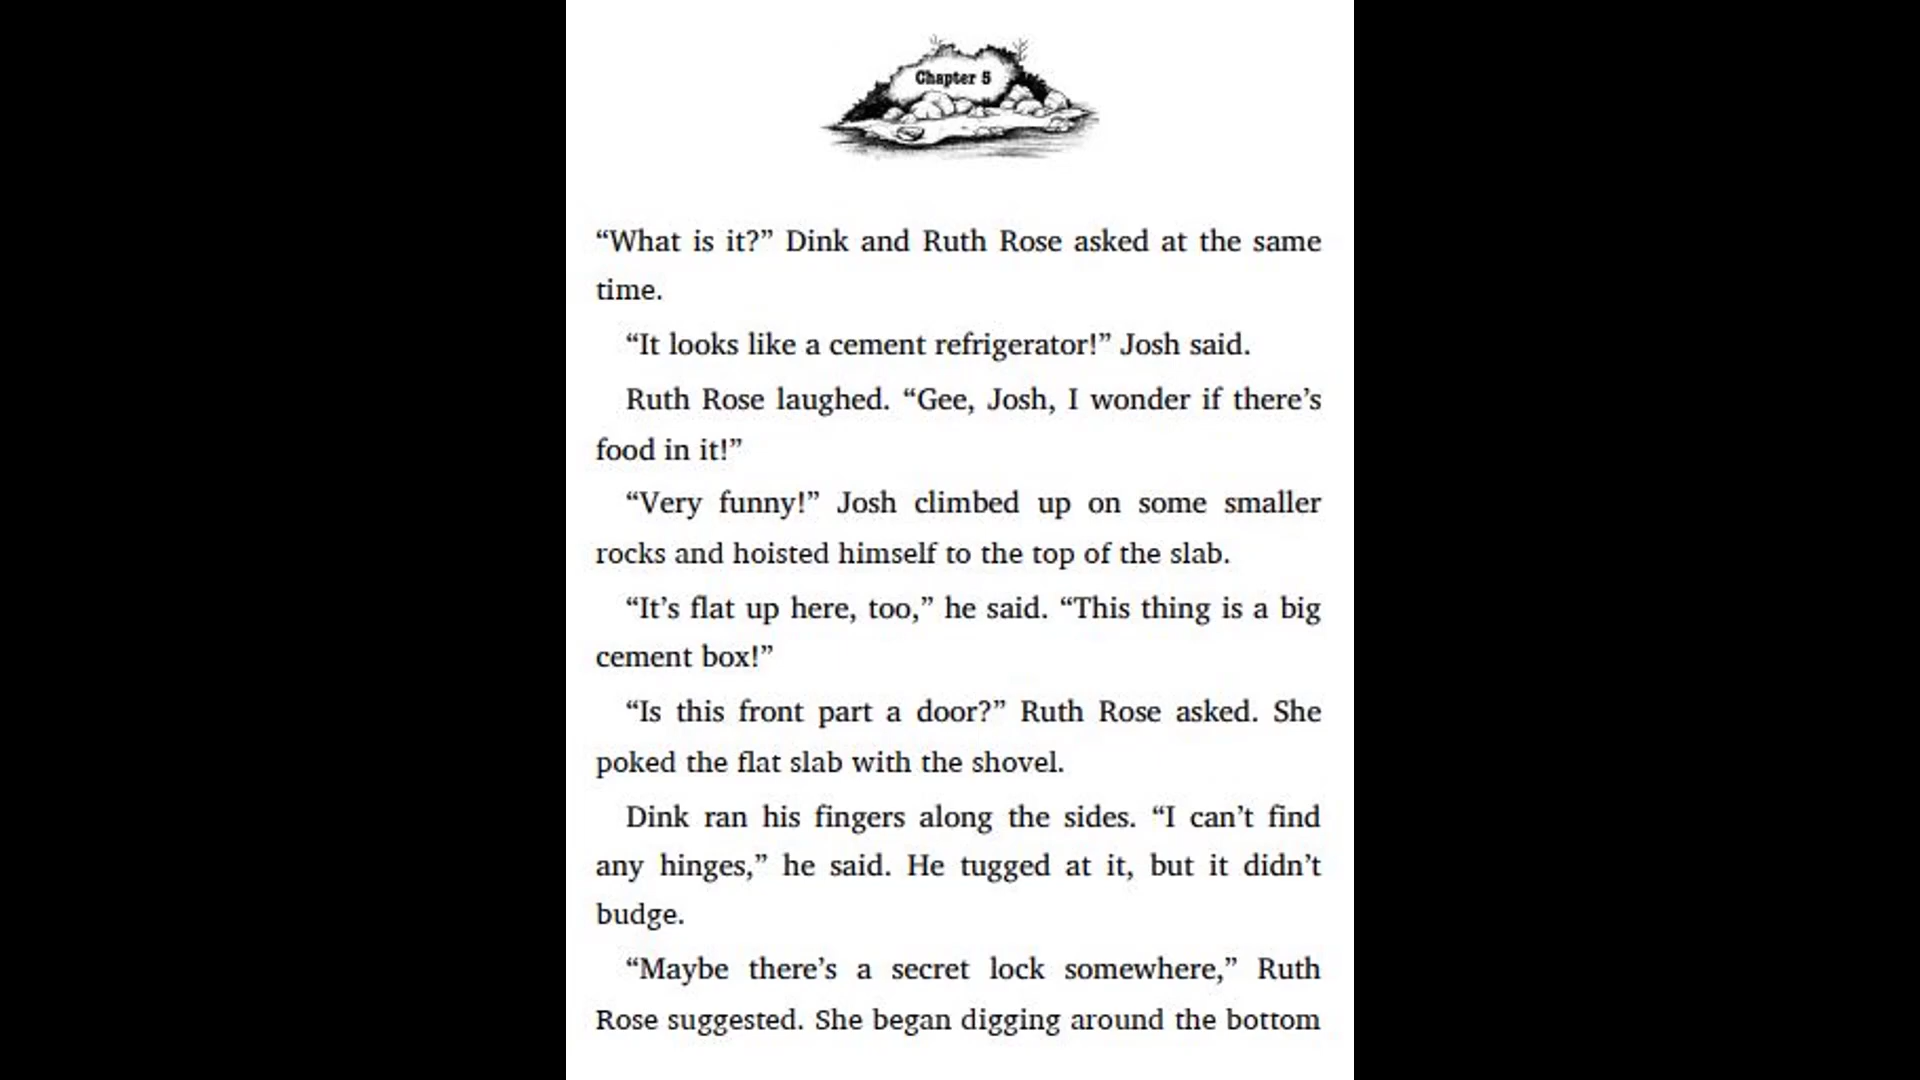 Chapter 5
“What is it?” Dink and Ruth Rose asked at the same
time.
“It looks like a cement refrigerator!” Josh said.
Ruth Rose laughed. “Gee, Josh, I wonder if there’s
food in it!”
“Very funny!” Josh climbed up on some smaller
rocks and hoisted himself to the top of the slab.
“It’s flat up here, too,” he said. “This thing is a big
cement box!”
“Is this front part a door?” Ruth Rose asked. She
poked the flat slab with the shovel.
Dink ran his fingers along the sides. “I can’t find
any hinges,” he said. He tugged at it, but it didn’t
budge.
“Maybe there’s a secret lock somewhere,” Ruth
Rose suggested. She began digging around the bottom